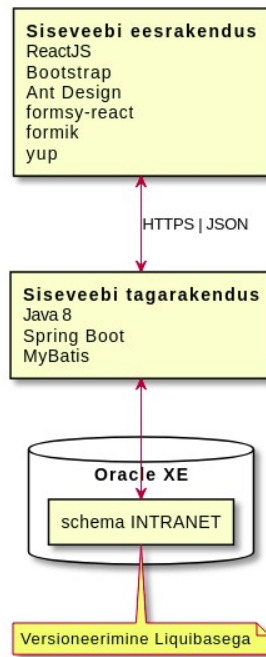 Siseveebi eesrakendus
ReactJS
Bootstrap
Ant Design
formsy-react
formik
yup
HTTPS | JSON
Siseveebi tagarakendus
Java 8
Spring Boot
MyBatis
Oracle XE
schema INTRANET
Versioneerimine Liquibasega